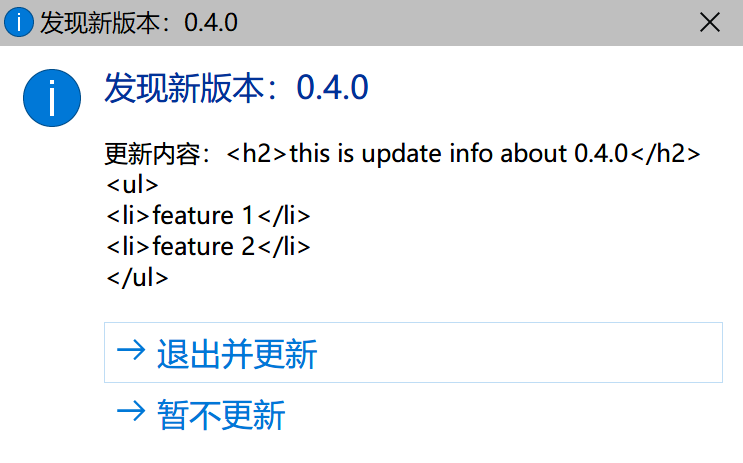 发现新版本：0.4.0
发现新版本：0.4.0
更新内容：<h2>this is update info about 0.4.0</h2>
<ul>
<li>feature 1</li>
<li>feature 2</li>
</ul>
→ 退出并更新
→ 暂不更新